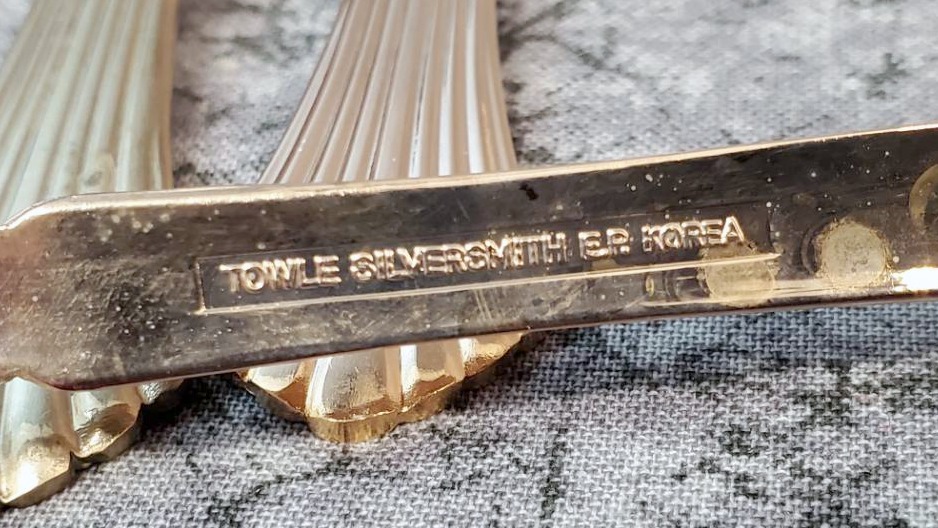 TOWLE SILVERSMITH E.P. KOREA